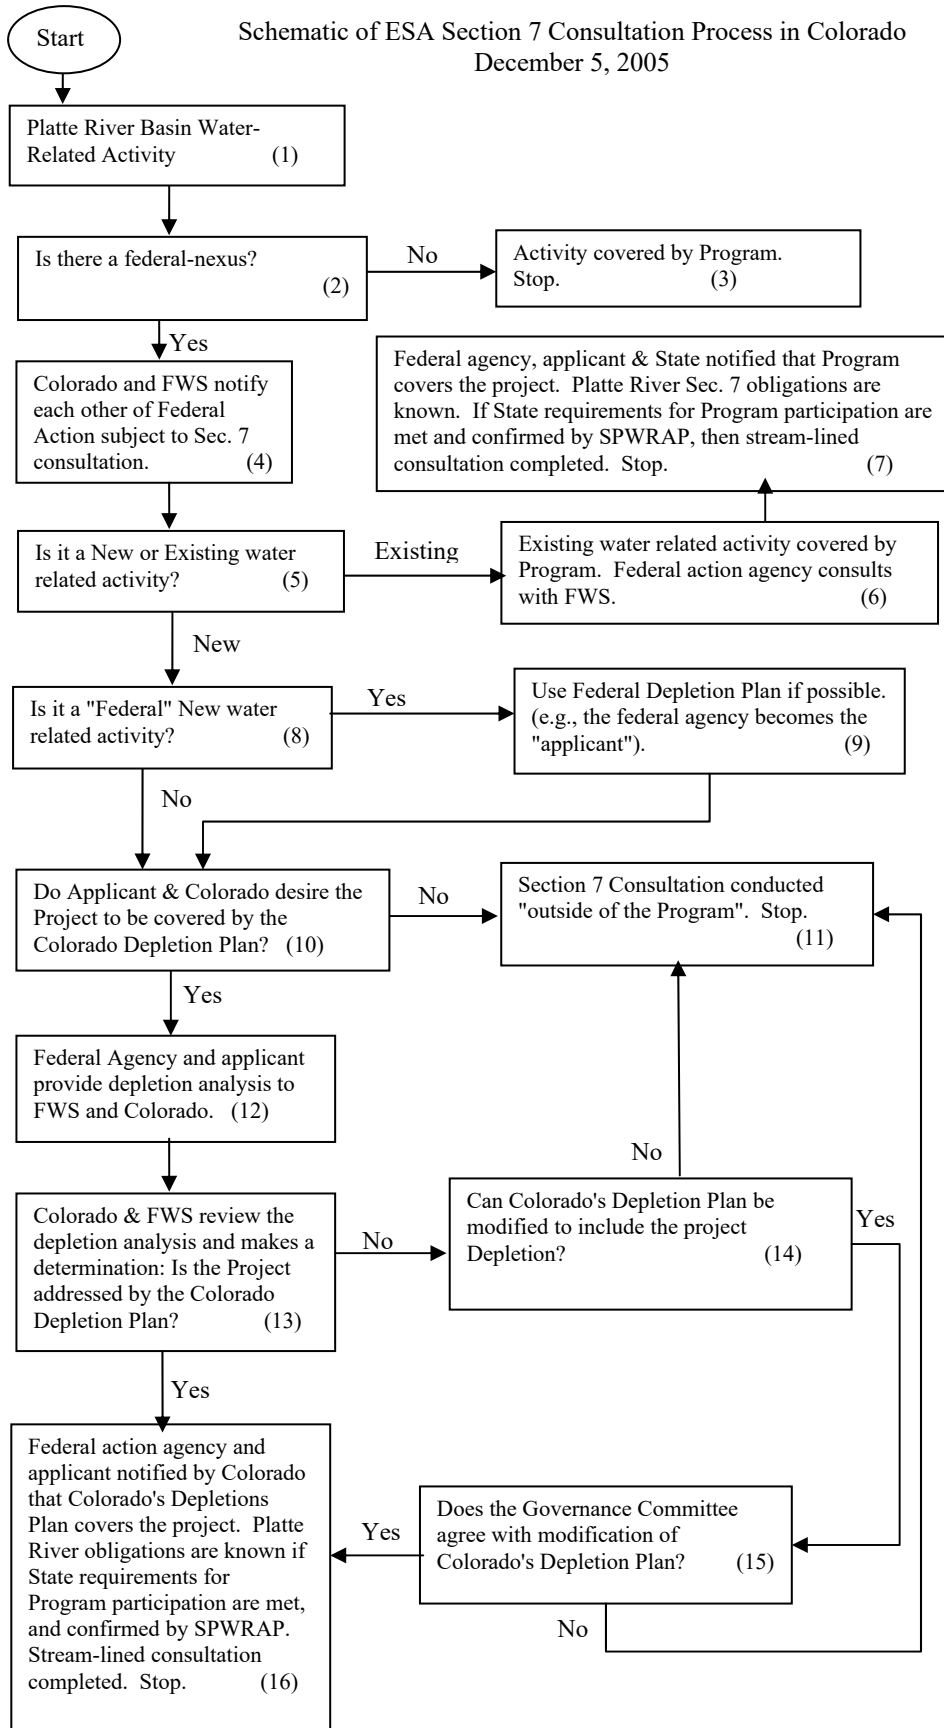 Start
Schematic of ESA Section 7 Consultation Process in Colorado
December 5, 2005
Platte River Basin Water-
Related Activity (1)
Is there a federal-nexus?
(2)
No
Activity covered by Program.
Stop. (3)
Yes
Colorado and FWS notify
each other of Federal
Action subject to Sec. 7
consultation. (4)
Federal agency, applicant & State notified that Program
covers the project. Platte River Sec. 7 obligations are
known. If State requirements for Program participation are
met and confirmed by SPWRAP, then stream-lined
consultation completed. Stop. (7)
Is it a New or Existing water
related activity? (5)
Existing
Existing water related activity covered by
Program. Federal action agency consults
with FWS. (6)
New
Is it a "Federal" New water
related activity? (8)
Yes
Use Federal Depletion Plan if possible.
(e.g., the federal agency becomes the
"applicant"). (9)
No
Do Applicant & Colorado desire the
Project to be covered by the
Colorado Depletion Plan? (10)
No
Section 7 Consultation conducted
"outside of the Program". Stop.
(11)
Yes
Federal Agency and applicant
provide depletion analysis to
FWS and Colorado. (12)
No
Colorado & FWS review the
depletion analysis and makes a
determination: Is the Project
addressed by the Colorado
Depletion Plan? (13)
No
Can Colorado's Depletion Plan be
modified to include the project
Depletion? (14)
Yes
Yes
Federal action agency and
applicant notified by Colorado
that Colorado's Depletions
Plan covers the project. Platte
River obligations are known if
State requirements for
Program participation are met,
and confirmed by SPWRAP.
Stream-lined consultation
completed. Stop. (16)
Yes
Does the Governance Committee
agree with modification of
Colorado's Depletion Plan? (15)
No